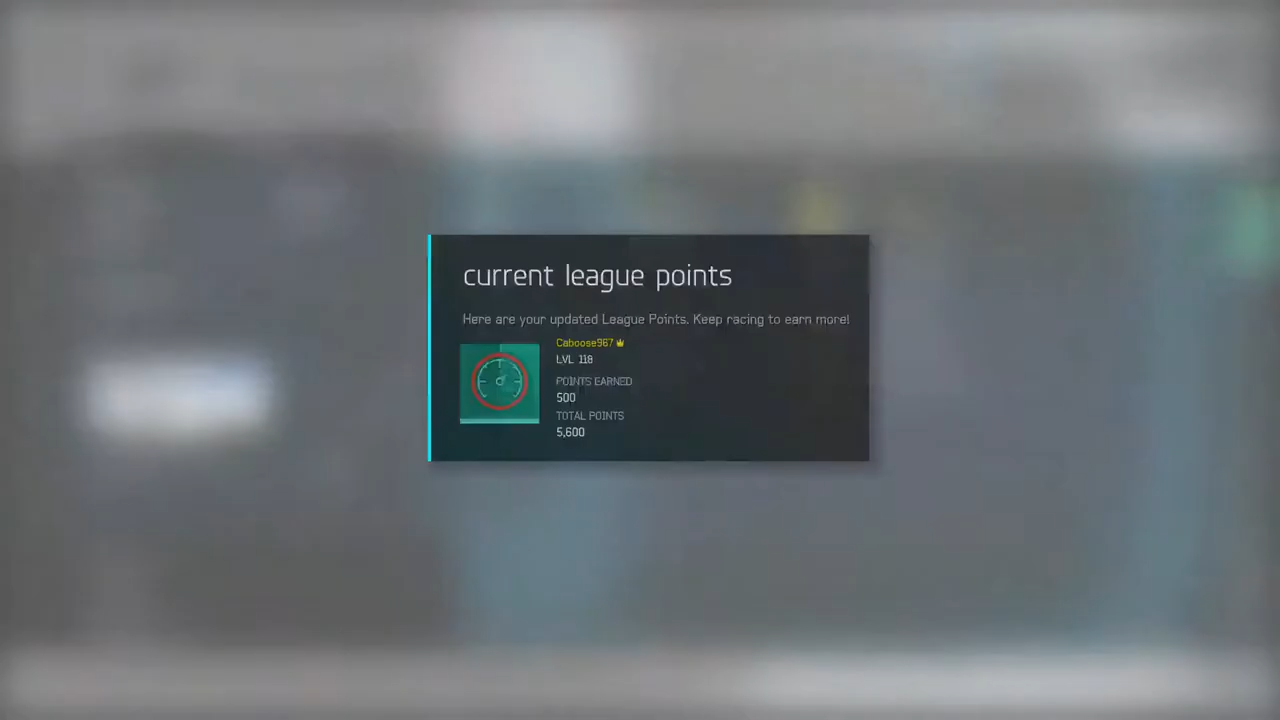 current league points
Here are your updated League Points. Keep racing to earn more!
Caboose967
LVL 118
POINTS EARNED
500
TOTAL POINTS
5,600